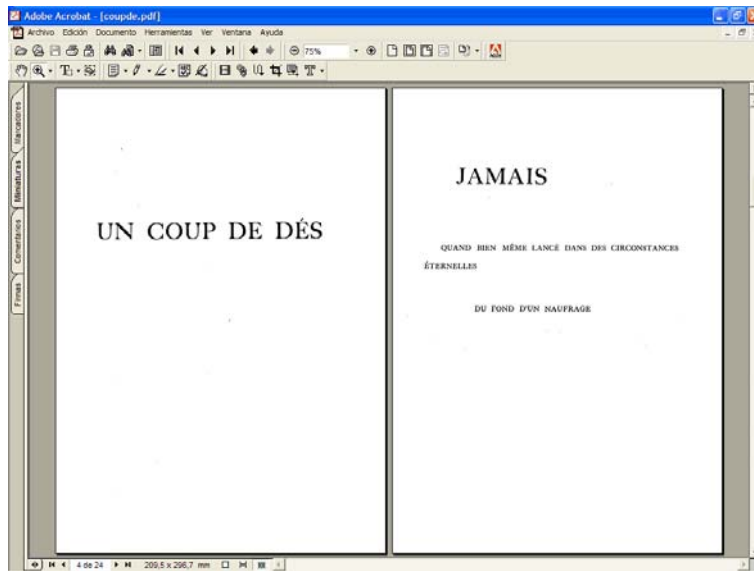 Adobe Acrobat - [coupde.pdf]
Archivo Edición Documento Herramientas Ver Ventana Ayuda
75%
Marcadores
Miniaturas
Comentarios
Firmas
UN COUP DE DÉS
JAMAIS
QUAND BIEN MÊME LANCÉ DANS DES CIRCONSTANCES
ÉTERNELLES
DU FOND D'UN NAUFRAGE
4 de 24
209,5 x 296,7 mm